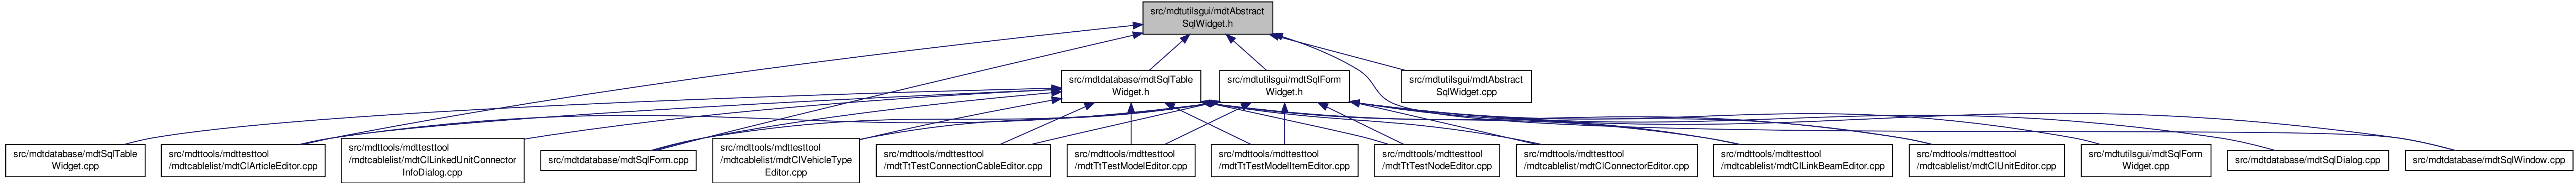 src/mdtutilsgui/mdtAbstract
SqlWidget.h
src/mdtdatabase/mdtSqlTable
Widget.h
src/mdtutilsgui/mdtSqlForm
Widget.h
src/mdtutilsgui/mdtAbstract
SqlWidget.cpp
src/mdtdatabase/mdtSqlTable
Widget.cpp
src/mdttools/mdttesttool
/mdtcablelist/mdtClArticleEditor.cpp
src/mdttools/mdttesttool
/mdtcablelist/mdtClLinkedUnitConnector
InfoDialog.cpp
src/mdtdatabase/mdtSqlForm.cpp
src/mdttools/mdttesttool
/mdtcablelist/mdtClVehicleType
Editor.cpp
src/mdttools/mdttesttool
/mdtTtTestConnectionCableEditor.cpp
src/mdttools/mdttesttool
/mdtTtTestModelEditor.cpp
src/mdttools/mdttesttool
/mdtTtTestModelItemEditor.cpp
src/mdttools/mdttesttool
/mdtTtTestNodeEditor.cpp
src/mdttools/mdttesttool
/mdtcablelist/mdtClConnectorEditor.cpp
src/mdttools/mdttesttool
/mdtcablelist/mdtClLinkBeamEditor.cpp
src/mdttools/mdttesttool
/mdtcablelist/mdtClUnitEditor.cpp
src/mdtutilsgui/mdtSqlForm
Widget.cpp
src/mdtdatabase/mdtSqlDialog.cpp
src/mdtdatabase/mdtSqlWindow.cpp